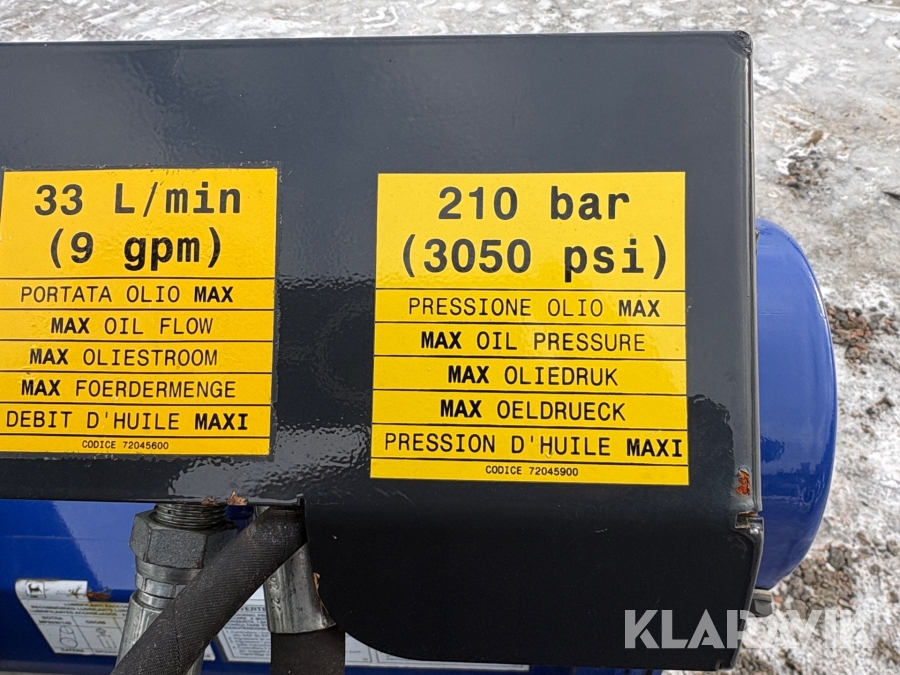 33 L/min
(9 gpm)
PORTATA OLIO MAX
MAX OIL FLOW
MAX OLIESTROOM
MAX FOERDERMENGE
DEBIT D'HUILE MAXI
CODICE 72045600
210 bar
(3050 psi)
PRESSIONE OLIO MAX
MAX OIL PRESSURE
MAX OLIEDRUK
MAX OELDRUECK
PRESSION D'HUILE MAXI
CODICE 72045900
KLARAVIK